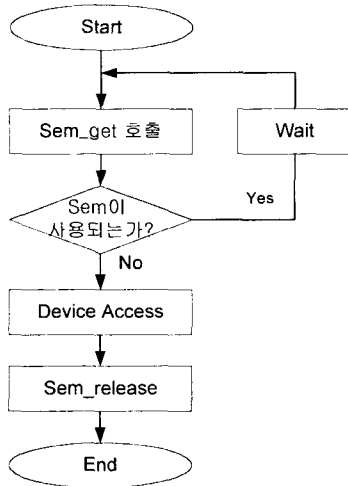 Start
Sem_get 호출
Wait
Sem이
사용되는가?
Yes
No
Device Access
Sem_release
End